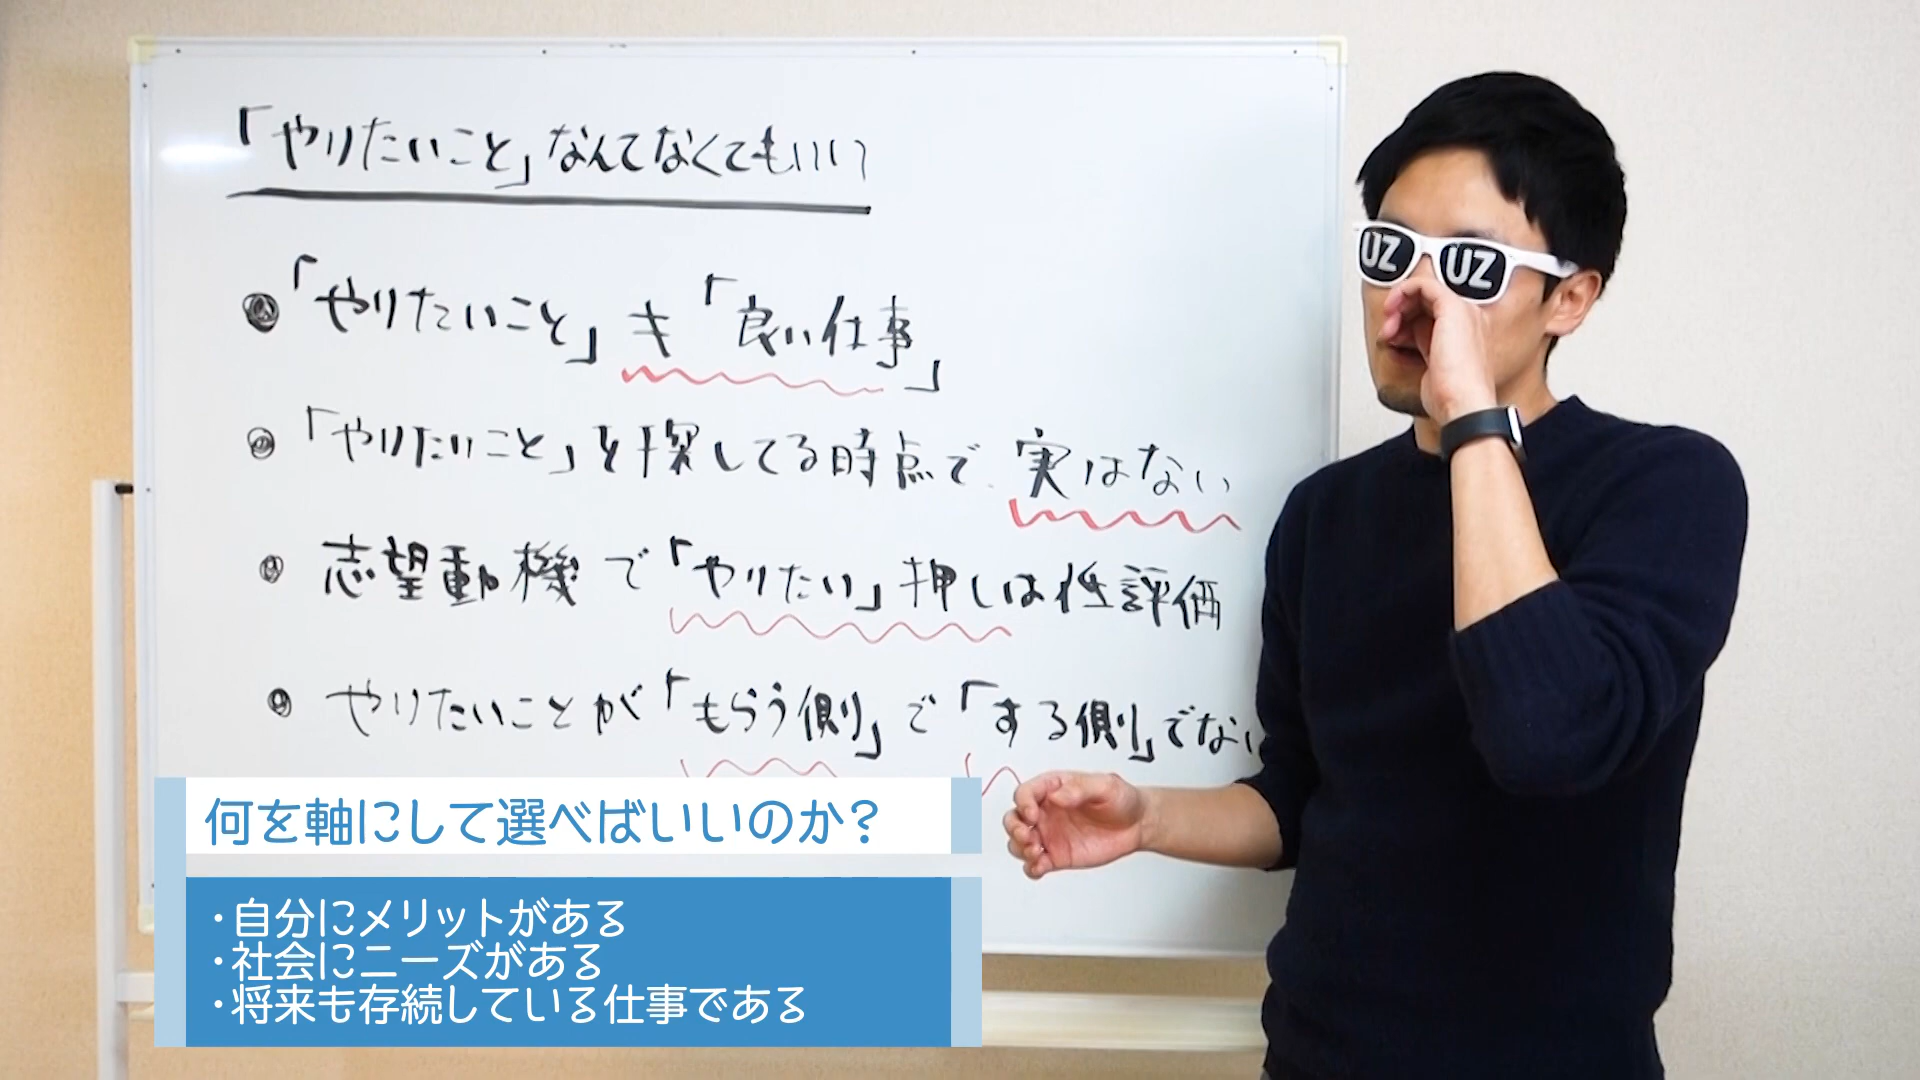 「やりたいこと」なんてなくてもいい
「やりたいこと」≠「良い仕事」
「やりたいこと」を探してる時点で実はない
志望動機で「やりたい」押しは低評価
やりたいことが「もらう側」で「する側」でない
UZ UZ
何を軸にして選べばいいのか?
・自分にメリットがある
・社会にニーズがある
・将来も存続している仕事である